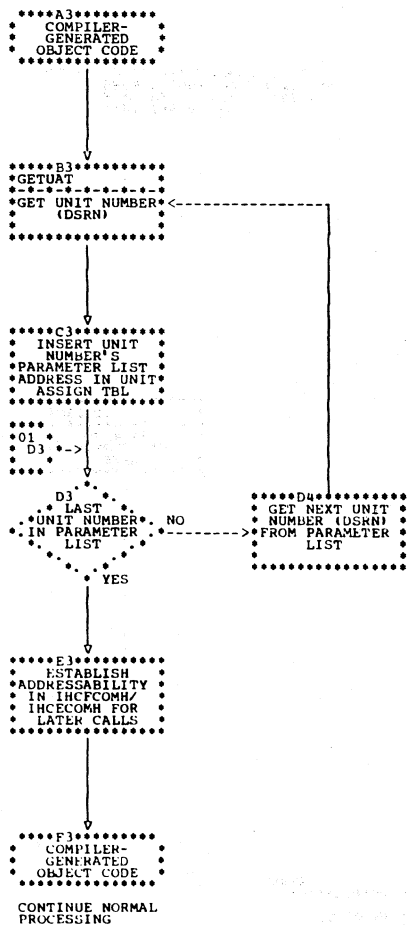 A3
COMPILER-
GENERATED
OBJECT CODE
B3
GETUAT
GET UNIT NUMBER
(DSRN)
C3
INSERT UNIT
NUMBER'S
PARAMETER LIST
ADDRESS IN UNIT
ASSIGN TBL
01
D3
D3
LAST
UNIT NUMBER
IN PARAMETER
LIST
NO
YES
D4
GET NEXT UNIT
NUMBER (DSRN)
FROM PARAMETER
LIST
E3
ESTABLISH
ADDRESSABILITY
IN IHCFCOMH/
IHCECOMH FOR
LATER CALLS
F3
COMPILER-
GENERATED
OBJECT CODE
CONTINUE NORMAL
PROCESSING